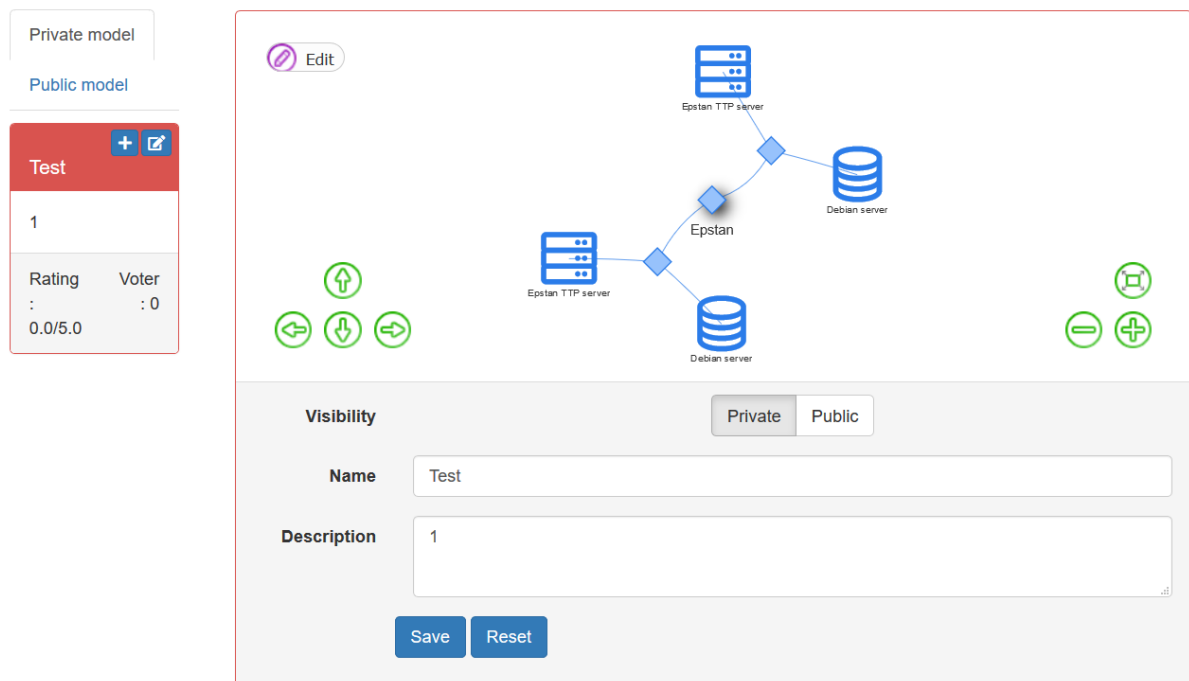 Private model
Public model
Test
1
Rating
:
0.0/5.0
Voter
: 0
Edit
Epstan TTP server
Debian server
Epstan
Epstan TTP server
Debian server
Visibility
Private
Public
Name
Test
Description
1
Save
Reset